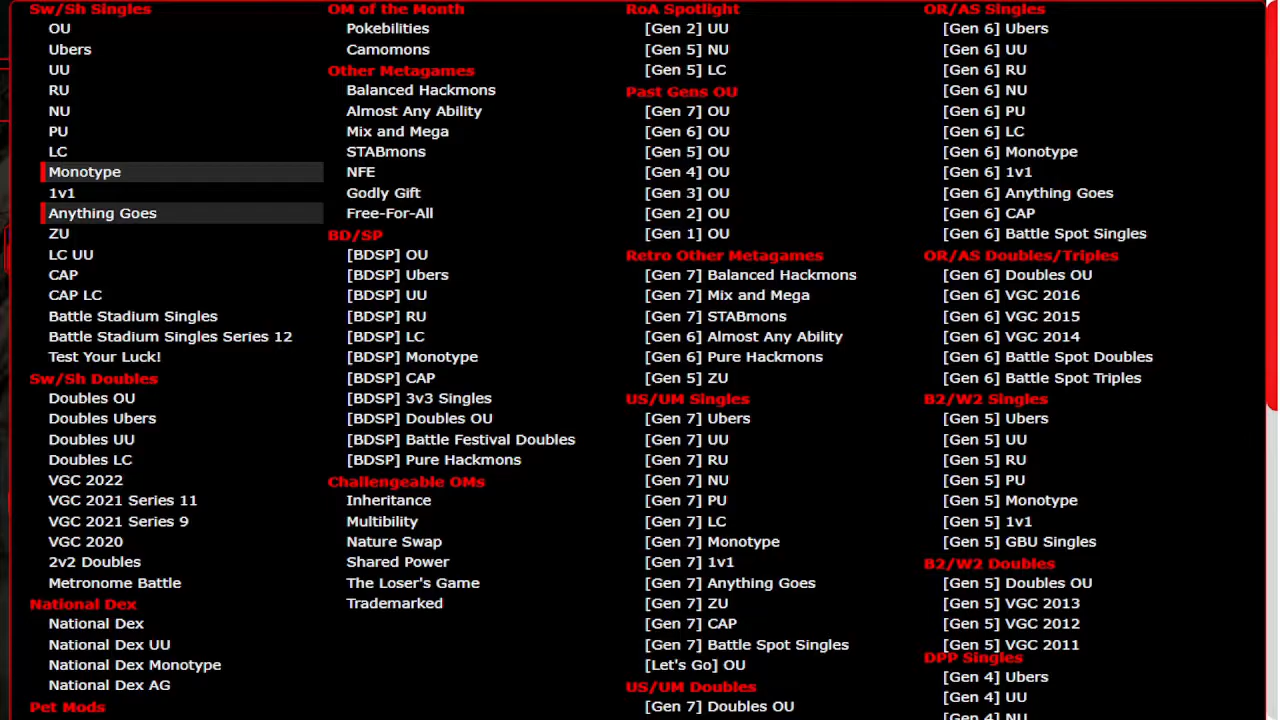 Sw/Sh Singles
OU
Ubers
UU
RU
NU
PU
LC
Monotype
1v1
Anything Goes
ZU
LC UU
CAP
CAP LC
Battle Stadium Singles
Battle Stadium Singles Series 12
Test Your Luck!
Sw/Sh Doubles
Doubles OU
Doubles Ubers
Doubles UU
Doubles LC
VGC 2022
VGC 2021 Series 11
VGC 2021 Series 9
VGC 2020
2v2 Doubles
Metronome Battle
National Dex
National Dex
National Dex UU
National Dex Monotype
National Dex AG
Pet Mods
OM of the Month
Pokebilities
Camomons
Other Metagames
Balanced Hackmons
Almost Any Ability
Mix and Mega
STABmons
NFE
Godly Gift
Free-For-All
BD/SP
[BDSP] OU
[BDSP] Ubers
[BDSP] UU
[BDSP] RU
[BDSP] LC
[BDSP] Monotype
[BDSP] CAP
[BDSP] 3v3 Singles
[BDSP] Doubles OU
[BDSP] Battle Festival Doubles
[BDSP] Pure Hackmons
Challengeable OMs
Inheritance
Multibility
Nature Swap
Shared Power
The Loser's Game
Trademarked
RoA Spotlight
[Gen 2] UU
[Gen 5] NU
[Gen 5] LC
Past Gens OU
[Gen 7] OU
[Gen 6] OU
[Gen 5] OU
[Gen 4] OU
[Gen 3] OU
[Gen 2] OU
[Gen 1] OU
Retro Other Metagames
[Gen 7] Balanced Hackmons
[Gen 7] Mix and Mega
[Gen 7] STABmons
[Gen 6] Almost Any Ability
[Gen 6] Pure Hackmons
[Gen 5] ZU
US/UM Singles
[Gen 7] Ubers
[Gen 7] UU
[Gen 7] RU
[Gen 7] NU
[Gen 7] PU
[Gen 7] LC
[Gen 7] Monotype
[Gen 7] 1v1
[Gen 7] Anything Goes
[Gen 7] ZU
[Gen 7] CAP
[Gen 7] Battle Spot Singles
[Let's Go] OU
US/UM Doubles
[Gen 7] Doubles OU
OR/AS Singles
[Gen 6] Ubers
[Gen 6] UU
[Gen 6] RU
[Gen 6] NU
[Gen 6] PU
[Gen 6] LC
[Gen 6] Monotype
[Gen 6] 1v1
[Gen 6] Anything Goes
[Gen 6] CAP
[Gen 6] Battle Spot Singles
OR/AS Doubles/Triples
[Gen 6] Doubles OU
[Gen 6] VGC 2016
[Gen 6] VGC 2015
[Gen 6] VGC 2014
[Gen 6] Battle Spot Doubles
[Gen 6] Battle Spot Triples
B2/W2 Singles
[Gen 5] Ubers
[Gen 5] UU
[Gen 5] RU
[Gen 5] PU
[Gen 5] Monotype
[Gen 5] 1v1
[Gen 5] GBU Singles
B2/W2 Doubles
[Gen 5] Doubles OU
[Gen 5] VGC 2013
[Gen 5] VGC 2012
[Gen 5] VGC 2011
DPP Singles
[Gen 4] Ubers
[Gen 4] UU
[Gen 4] NU